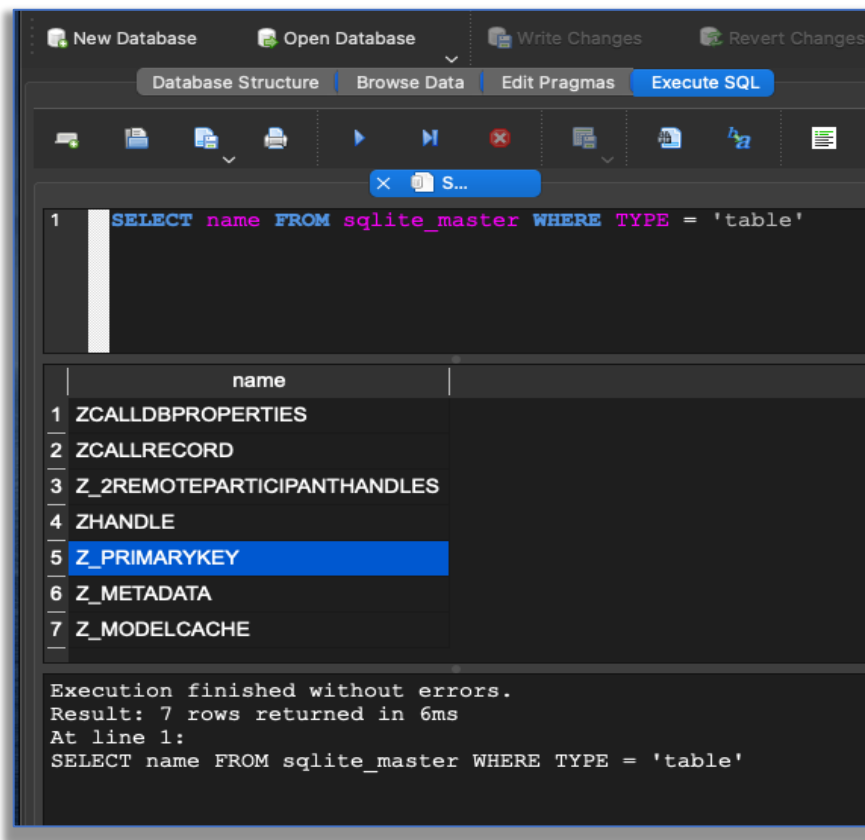 New Database Open Database Write Changes Revert Changes
Database Structure Browse Data Edit Pragmas Execute SQL
S...
1 SELECT name FROM sqlite_master WHERE TYPE = 'table'
name
1 ZCALLDBPROPERTIES
2 ZCALLRECORD
3 Z_2REMOTEPARTICIPANTHANDLES
4 ZHANDLE
5 Z_PRIMARYKEY
6 Z_METADATA
7 Z_MODELCACHE
Execution finished without errors.
Result: 7 rows returned in 6ms
At line 1:
SELECT name FROM sqlite_master WHERE TYPE = 'table'